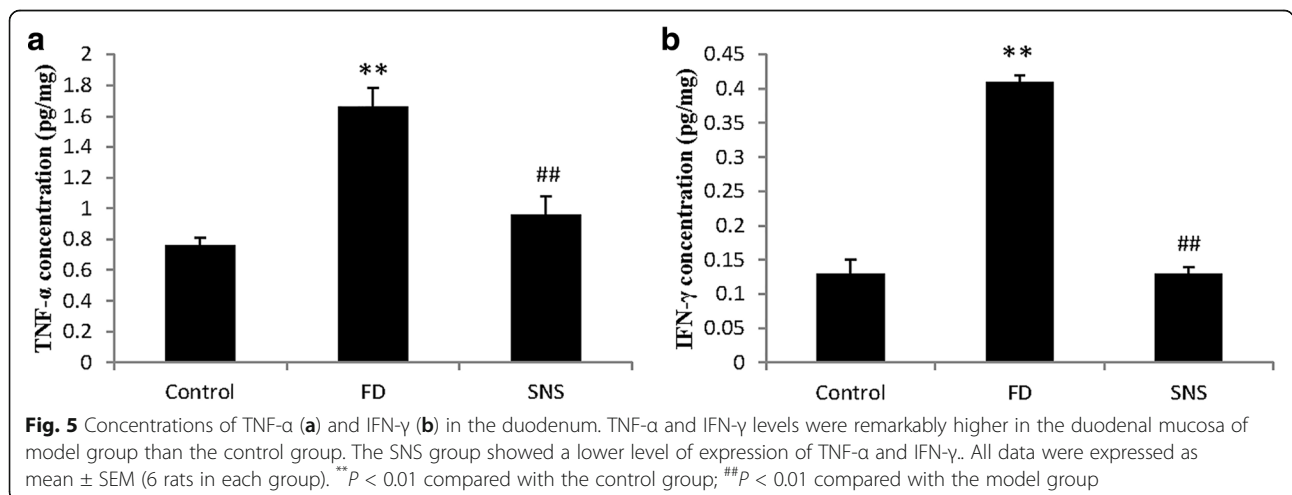 a
TNF-α concentration (pg/mg)
2
1.8
1.6
1.4
1.2
1
0.8
0.6
0.4
0.2
0
**
##
Control FD SNS
b
IFN-γ concentration (pg/mg)
0.45
0.4
0.35
0.3
0.25
0.2
0.15
0.1
0.05
0
**
##
Control FD SNS
Fig. 5 Concentrations of TNF-α (a) and IFN-γ (b) in the duodenum. TNF-α and IFN-γ levels were remarkably higher in the duodenal mucosa of
model group than the control group. The SNS group showed a lower level of expression of TNF-α and IFN-γ.. All data were expressed as
mean ± SEM (6 rats in each group). **P < 0.01 compared with the control group; ##P < 0.01 compared with the model group